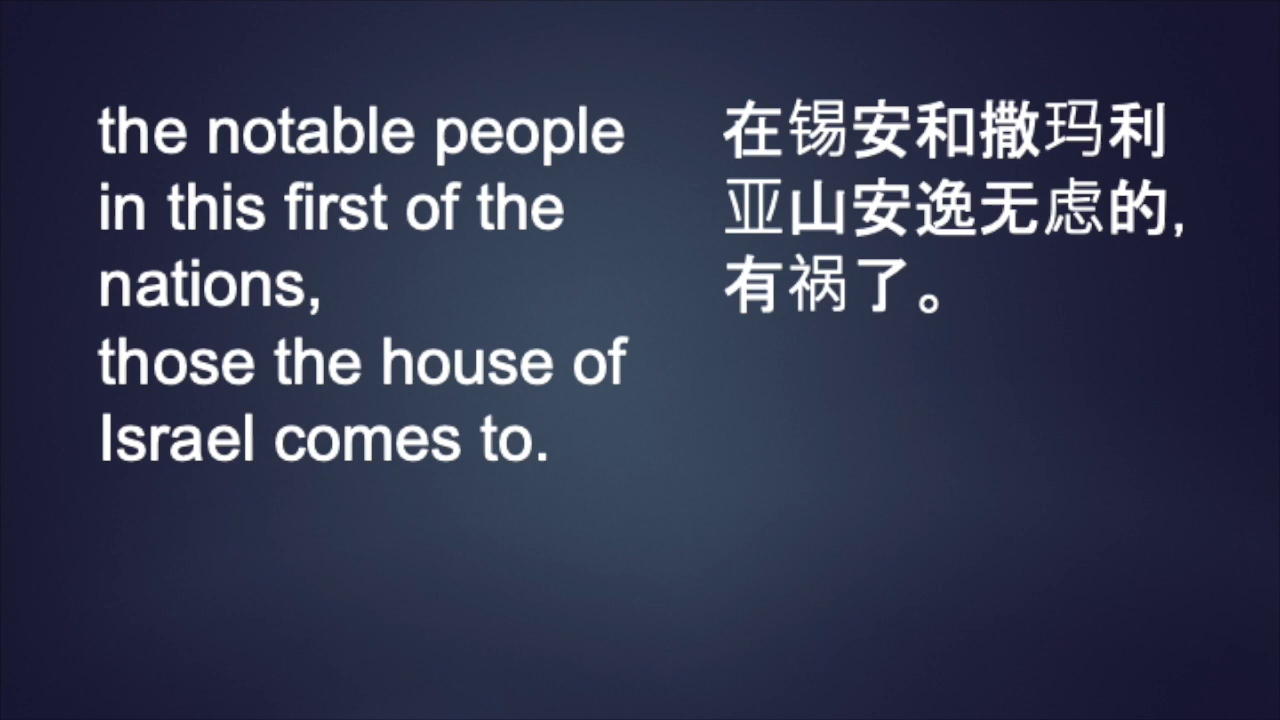 the notable people
in this first of the
nations,
those the house of
Israel comes to.
在锡安和撒玛利
亚山安逸无虑的,
有祸了。